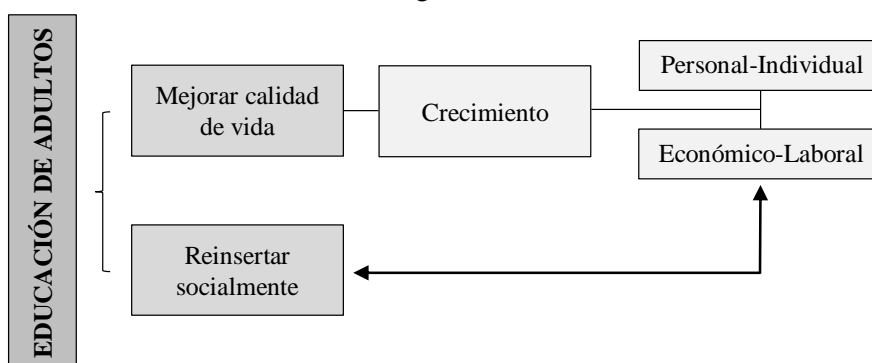 EDUCACIÓN DE ADULTOS
Mejorar calidad
de vida
Crecimiento
Personal-Individual
Económico-Laboral
Reinsertar
socialmente